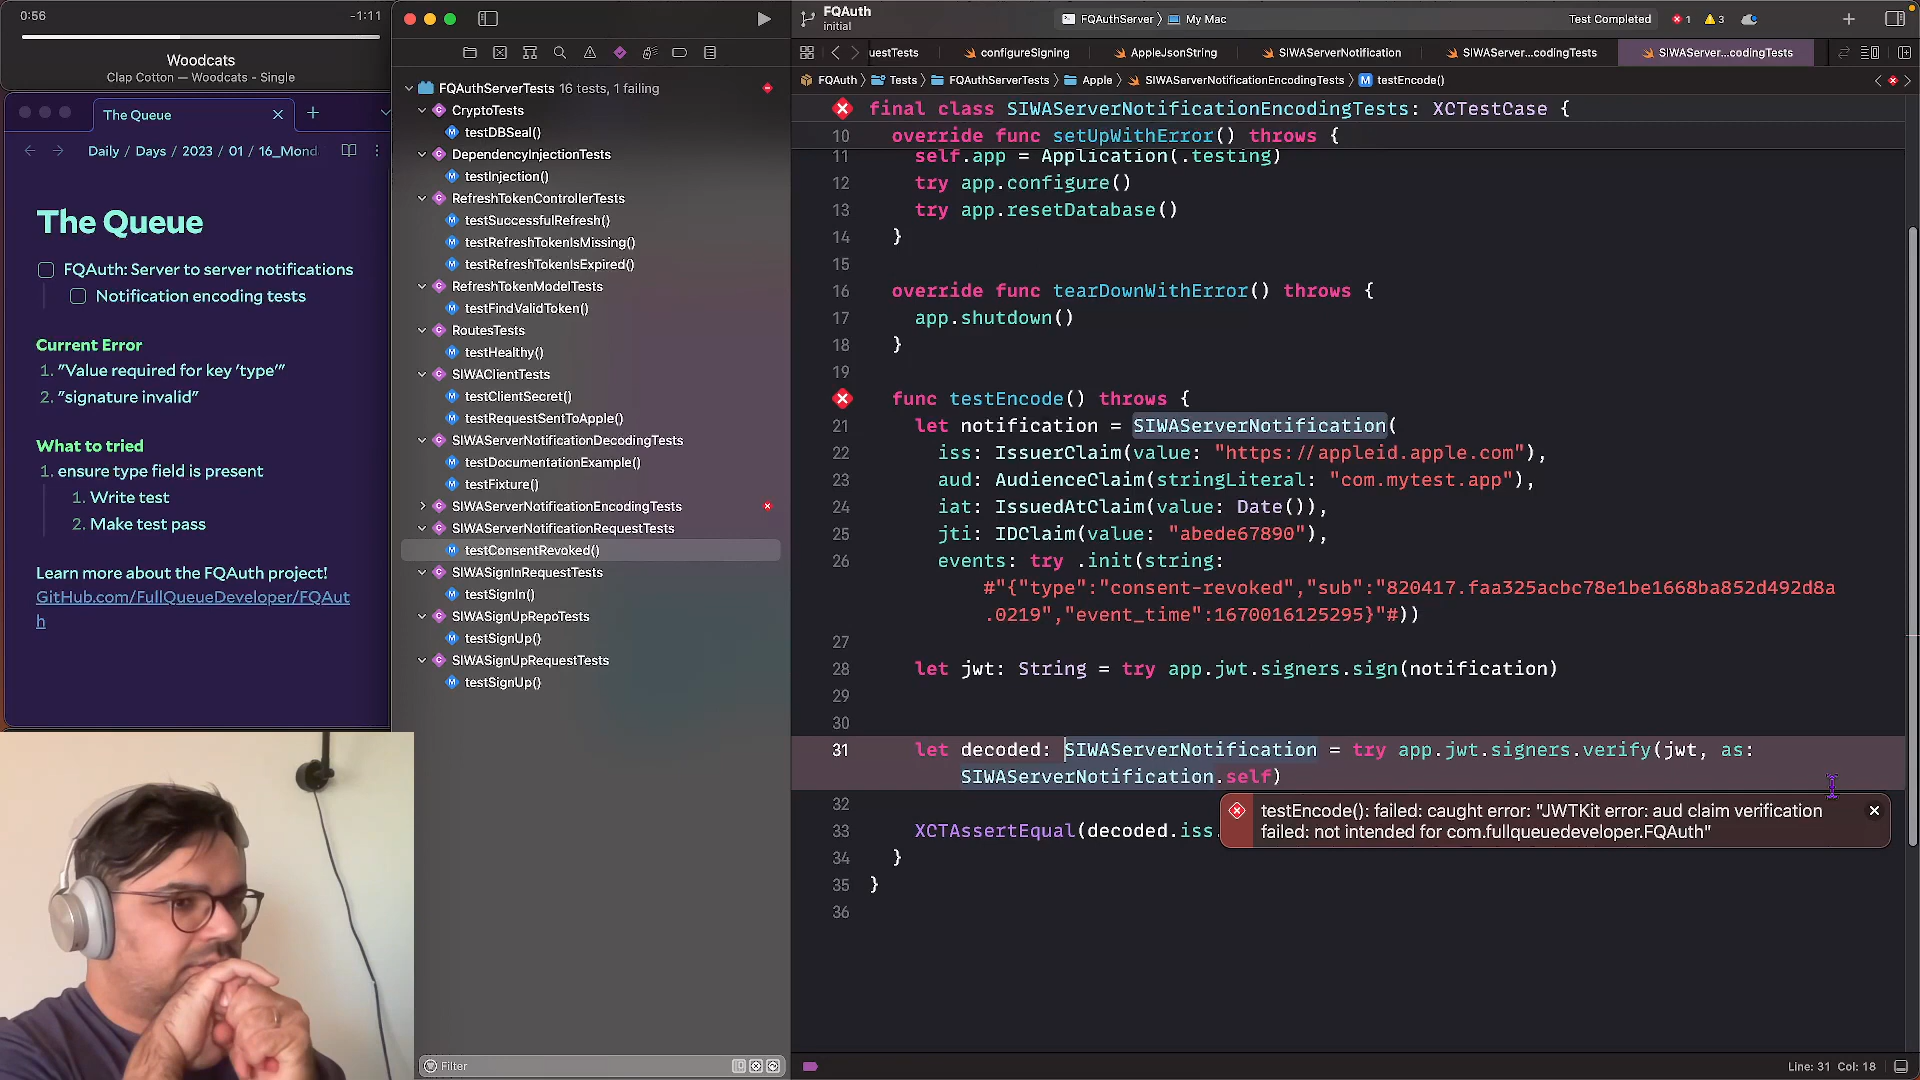 0:56
-1:11
Woodcats
Clap Cotton — Woodcats - Single
The Queue
Daily / Days / 2023 / 01 / 16_Mond
The Queue
FQAuth: Server to server notifications
Notification encoding tests
Current Error
1. "Value required for key 'type'"
2. "signature invalid"
What to tried
1. ensure type field is present
1. Write test
2. Make test pass
Learn more about the FQAuth project!
GitHub.com/FullQueueDeveloper/FQAut
h
FQAuthServerTests 16 tests, 1 failing
CryptoTests
testDBSeal()
DependencyInjectionTests
testInjection()
RefreshTokenControllerTests
testSuccessfulRefresh()
testRefreshTokenIsMissing()
testRefreshTokenIsExpired()
RefreshTokenModelTests
testFindValidToken()
RoutesTests
testHealthy()
SIWAClientTests
testClientSecret()
testRequestSentToApple()
SIWAServerNotificationDecodingTests
testDocumentationExample()
testFixture()
SIWAServerNotificationEncodingTests
SIWAServerNotificationRequestTests
testConsentRevoked()
SIWASignInRequestTests
testSignIn()
SIWASignUpRepoTests
testSignUp()
SIWASignUpRequestTests
testSignUp()
Filter
FQAuth
initial
FQAuthServer
My Mac
Test Completed
1
3
uestTests
configureSigning
AppleJsonString
SIWAServerNotification
SIWAServer...codingTests
SIWAServer...codingTests
FQAuth
Tests
FQAuthServerTests
Apple
SIWAServerNotificationEncodingTests
testEncode()
final class SIWAServerNotificationEncodingTests: XCTestCase {
10 override func setUpWithError() throws {
11 self.app = Application(.testing)
12 try app.configure()
13 try app.resetDatabase()
14 }
15
16 override func tearDownWithError() throws {
17 app.shutdown()
18 }
19
func testEncode() throws {
21 let notification = SIWAServerNotification(
22 iss: IssuerClaim(value: "https://appleid.apple.com"),
23 aud: AudienceClaim(stringLiteral: "com.mytest.app"),
24 iat: IssuedAtClaim(value: Date()),
25 jti: IDClaim(value: "abede67890"),
26 events: try .init(string:
#"{"type":"consent-revoked","sub":"820417.faa325acbc78e1be1668ba852d492d8a
.0219","event_time":1670016125295}"#))
27
28 let jwt: String = try app.jwt.signers.sign(notification)
29
30
31 let decoded: SIWAServerNotification = try app.jwt.signers.verify(jwt, as:
SIWAServerNotification.self)
32
testEncode(): failed: caught error: "JWTKit error: aud claim verification
failed: not intended for com.fullqueuedeveloper.FQAuth"
33 XCTAssertEqual(decoded.iss.
34 }
35 }
36
Line: 31 Col: 18